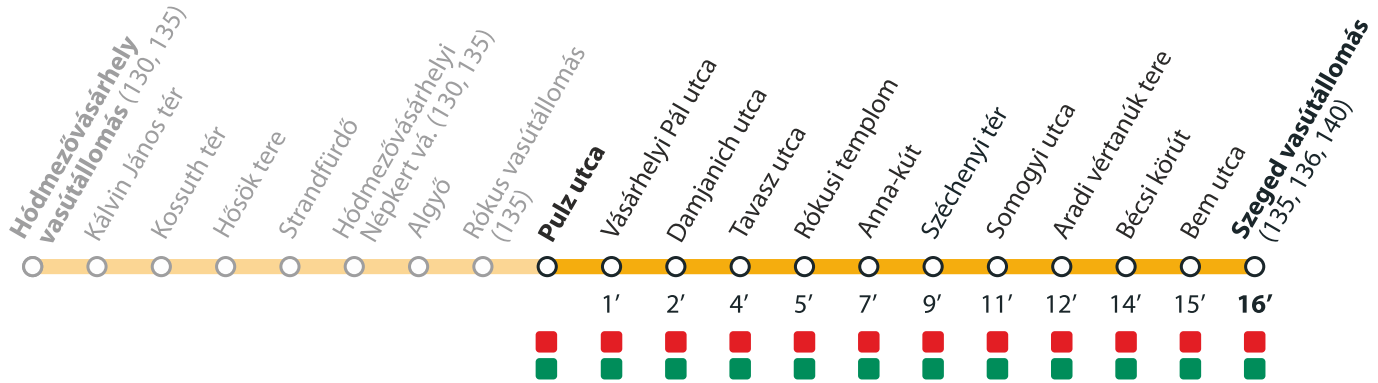 Hódmezővásárhely
vasútállomás (130, 135)
Kálvin János tér
Kossuth tér
Hősök tere
Strandfürdő
Hódmezővásárhelyi
Népkert vá. (130, 135)
Algyő
Rókus vasútállomás
(135)
Pulz utca
Vásárhelyi Pál utca
Damjanich utca
Tavasz utca
Rókusi templom
Anna-kút
Széchenyi tér
Somogyi utca
Aradi vértanúk tere
Bécsi körút
Bem utca
Szeged vasútállomás
(135, 136, 140)
1’ 2’ 4’ 5’ 7’ 9’ 11’ 12’ 14’ 15’ 16’